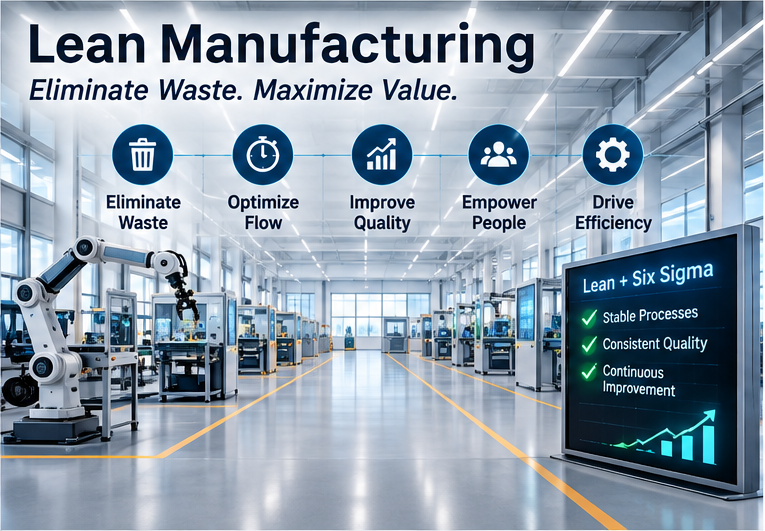 Lean Manufacturing
Eliminate Waste. Maximize Value.
Eliminate
Waste
Optimize
Flow
Improve
Quality
Empower
People
Drive
Efficiency
Lean + Six Sigma
Stable Processes
Consistent Quality
Continuous
Improvement